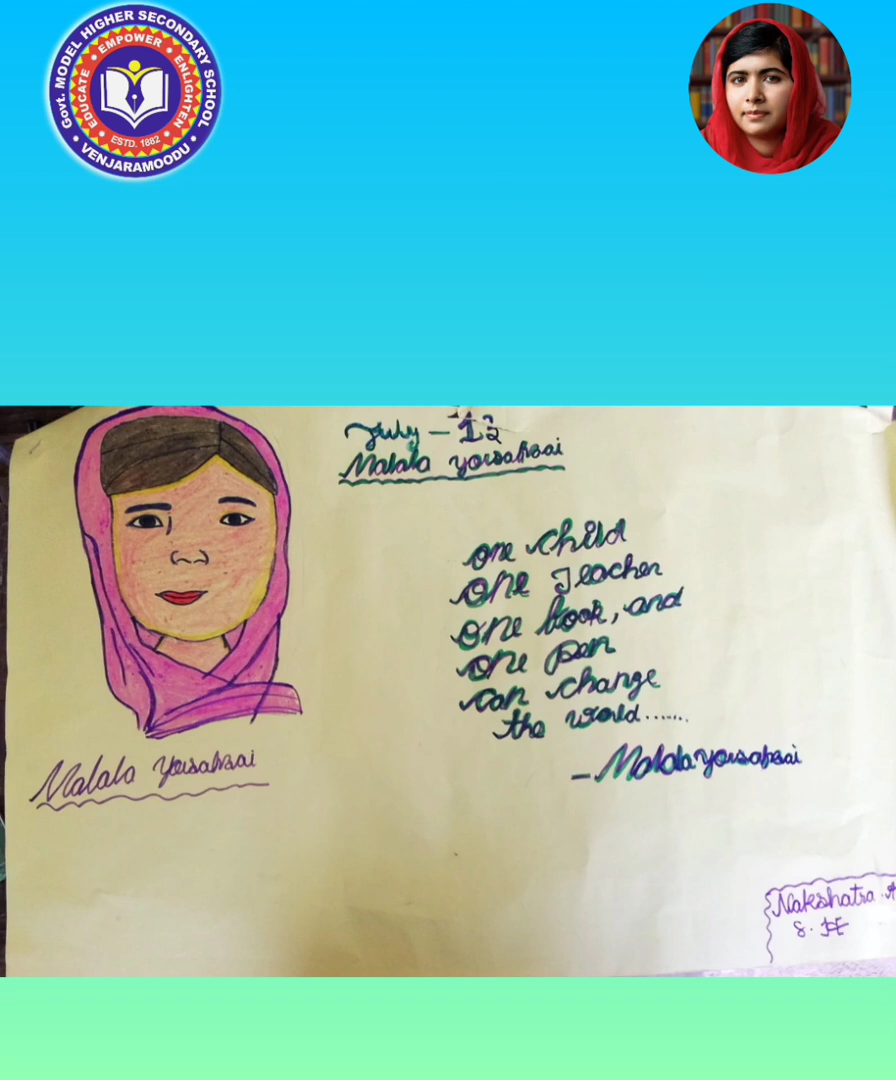 Govt. MODEL HIGHER SECONDARY SCHOOL
EDUCATE • EMPOWER • ENLIGHTEN
ESTD. 1882
• VENJARAMOODU •
July - 12
Malala yousafsai
one child
one Teacher
one book, and
one pen
can change
the world.......
- Malala yousafsai
Malala yousafsai
Nakshatra A
8.